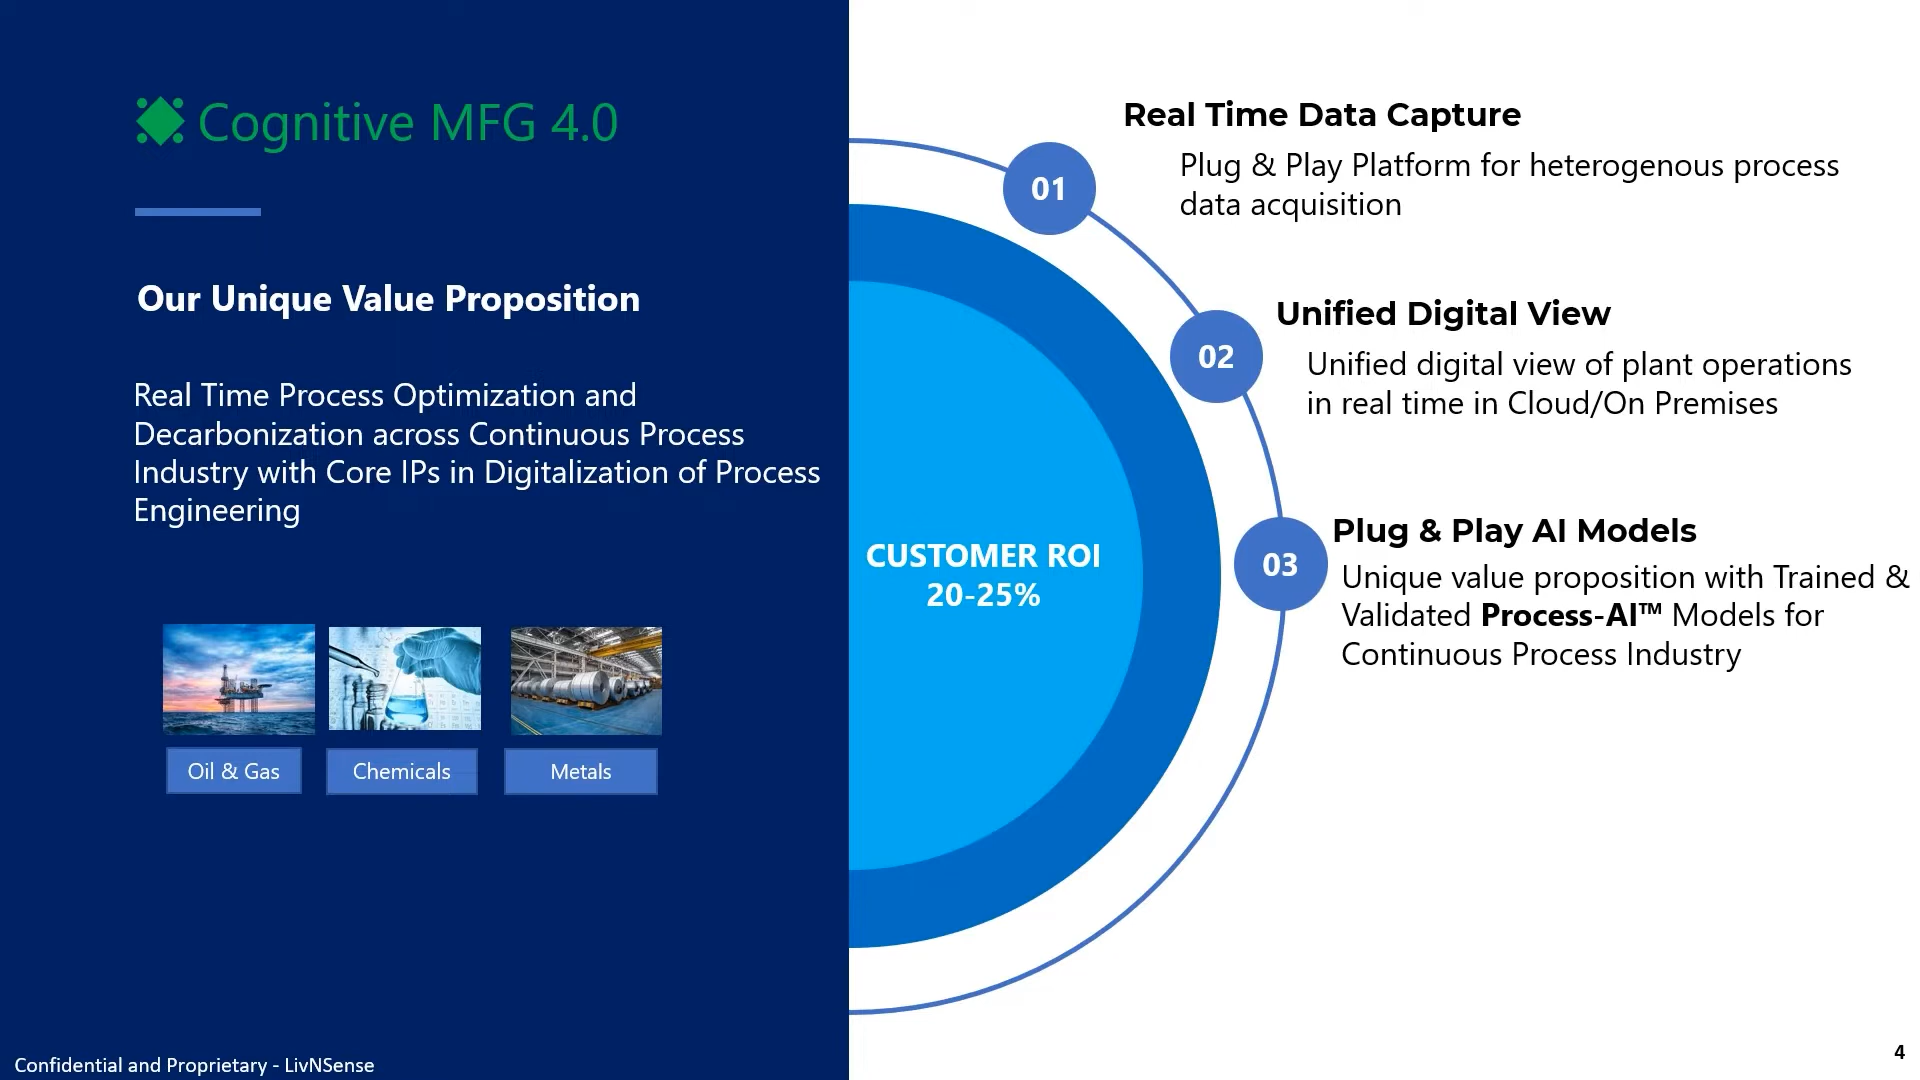 Cognitive MFG 4.0
Our Unique Value Proposition
Real Time Process Optimization and
Decarbonization across Continuous Process
Industry with Core IPs in Digitalization of Process
Engineering
Oil & Gas
Chemicals
Metals
CUSTOMER ROI
20-25%
01
Real Time Data Capture
Plug & Play Platform for heterogenous process
data acquisition
02
Unified Digital View
Unified digital view of plant operations
in real time in Cloud/On Premises
03
Plug & Play AI Models
Unique value proposition with Trained &
Validated Process-AI™ Models for
Continuous Process Industry
Confidential and Proprietary - LivNSense
4